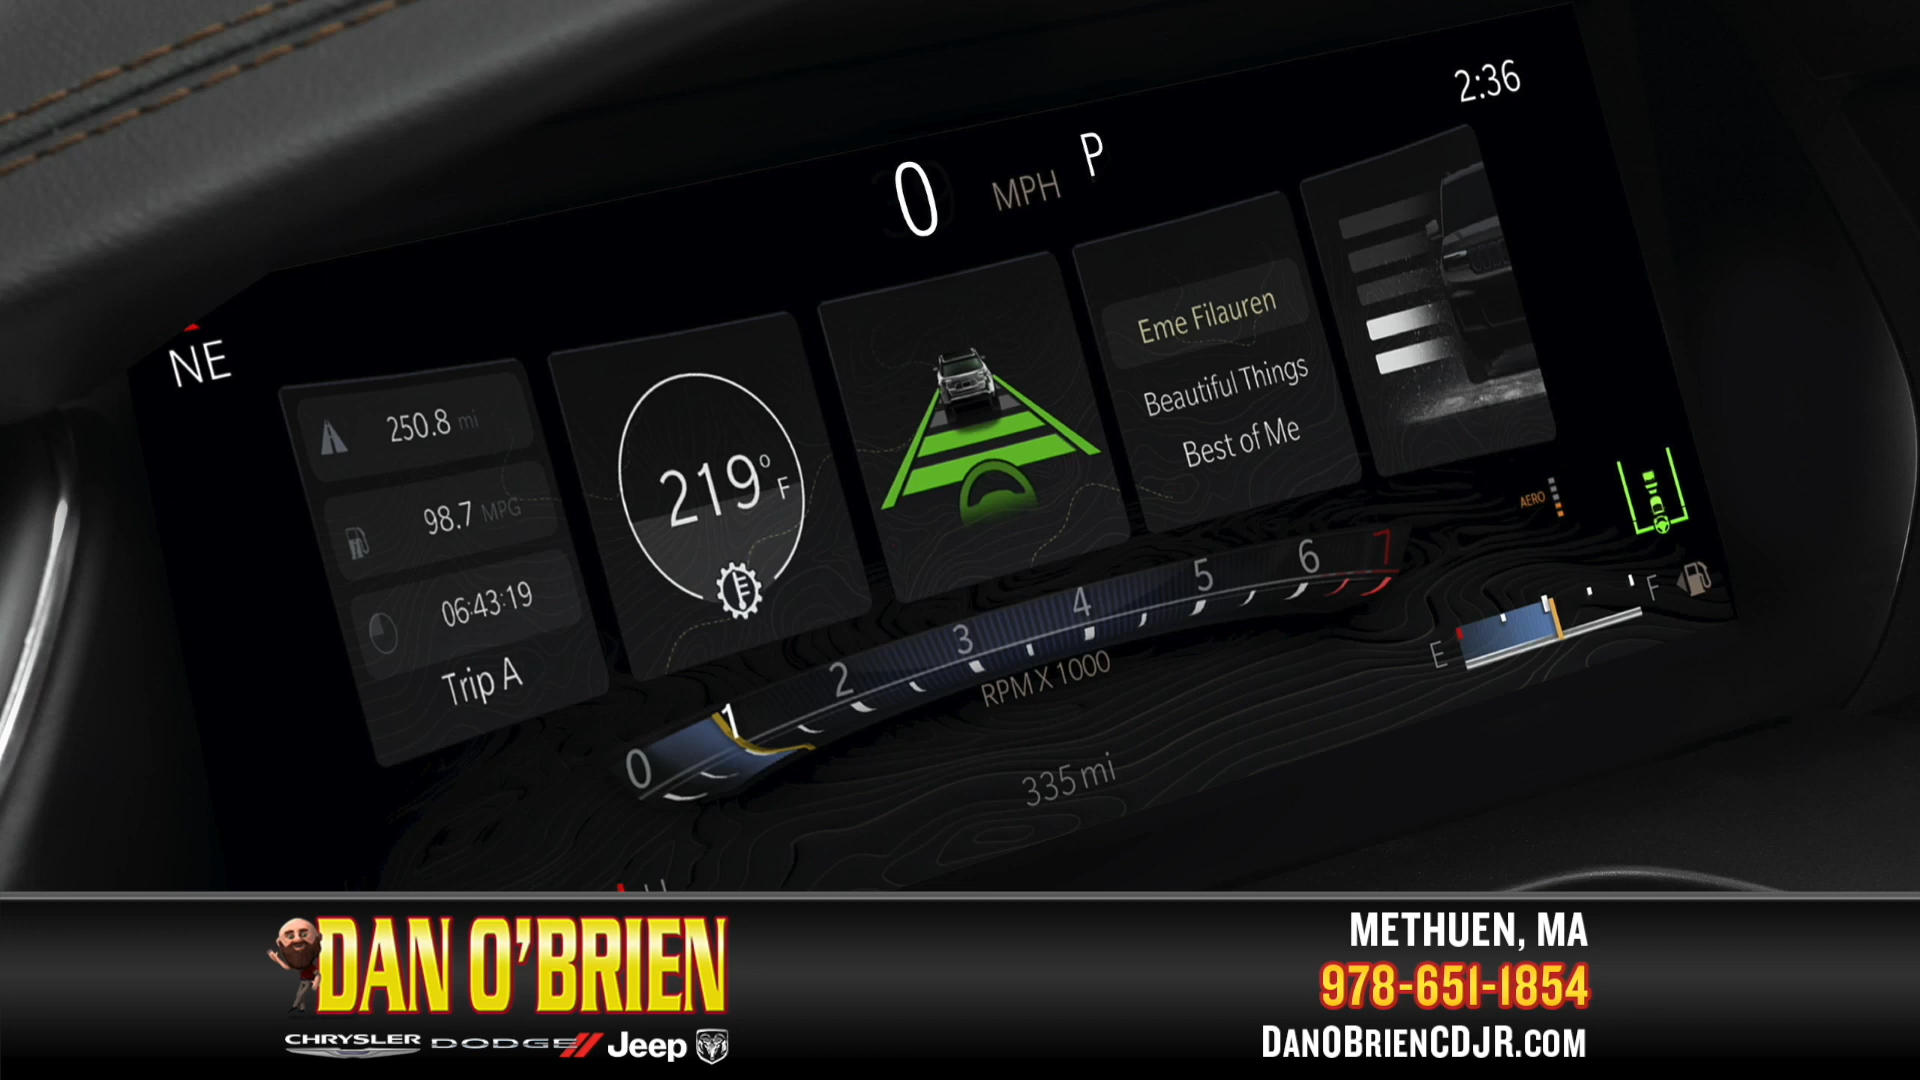 2:36
0 MPH P
NE
250.8 mi
98.7 MPG
06:43:19
Trip A
219°F
Eme Filauren
Beautiful Things
Best of Me
AERO
0 1 2 3 4 5 6 7
RPM X 1000
E F
335 mi
H
DAN O'BRIEN
CHRYSLER DODGE// Jeep
METHUEN, MA
978-651-1854
DANOBRIENCDJR.COM